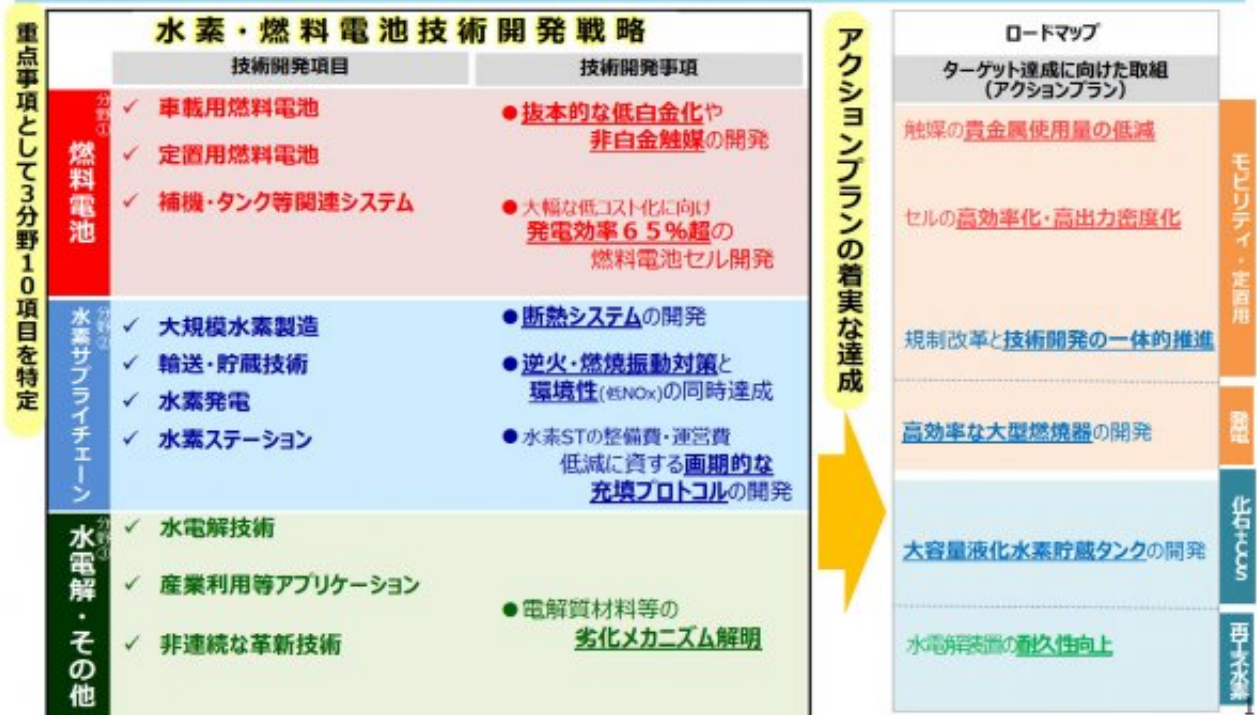 重点事項として3分野10項目を特定
水素・燃料電池技術開発戦略
技術開発項目
技術開発事項
分野①
燃料電池
✓ 車載用燃料電池
✓ 定置用燃料電池
✓ 補機・タンク等関連システム
●抜本的な低白金化や
非白金触媒の開発
●大幅な低コスト化に向け
発電効率65%超の
燃料電池セル開発
分野②
水素サプライチェーン
✓ 大規模水素製造
✓ 輸送・貯蔵技術
✓ 水素発電
✓ 水素ステーション
●断熱システムの開発
●逆火・燃焼振動対策と
環境性(低NOx)の同時達成
●水素STの整備費・運営費
低減に資する画期的な
充填プロトコルの開発
分野③
水電解・その他
✓ 水電解技術
✓ 産業利用等アプリケーション
✓ 非連続な革新技術
●電解質材料等の
劣化メカニズム解明
アクションプランの着実な達成
ロードマップ
ターゲット達成に向けた取組
(アクションプラン)
触媒の貴金属使用量の低減
セルの高効率化・高出力密度化
規制改革と技術開発の一体的推進
高効率な大型燃焼器の開発
大容量液化水素貯蔵タンクの開発
水電解装置の耐久性向上
モビリティ・定置用
発電
化石+CCS
再エネ水素